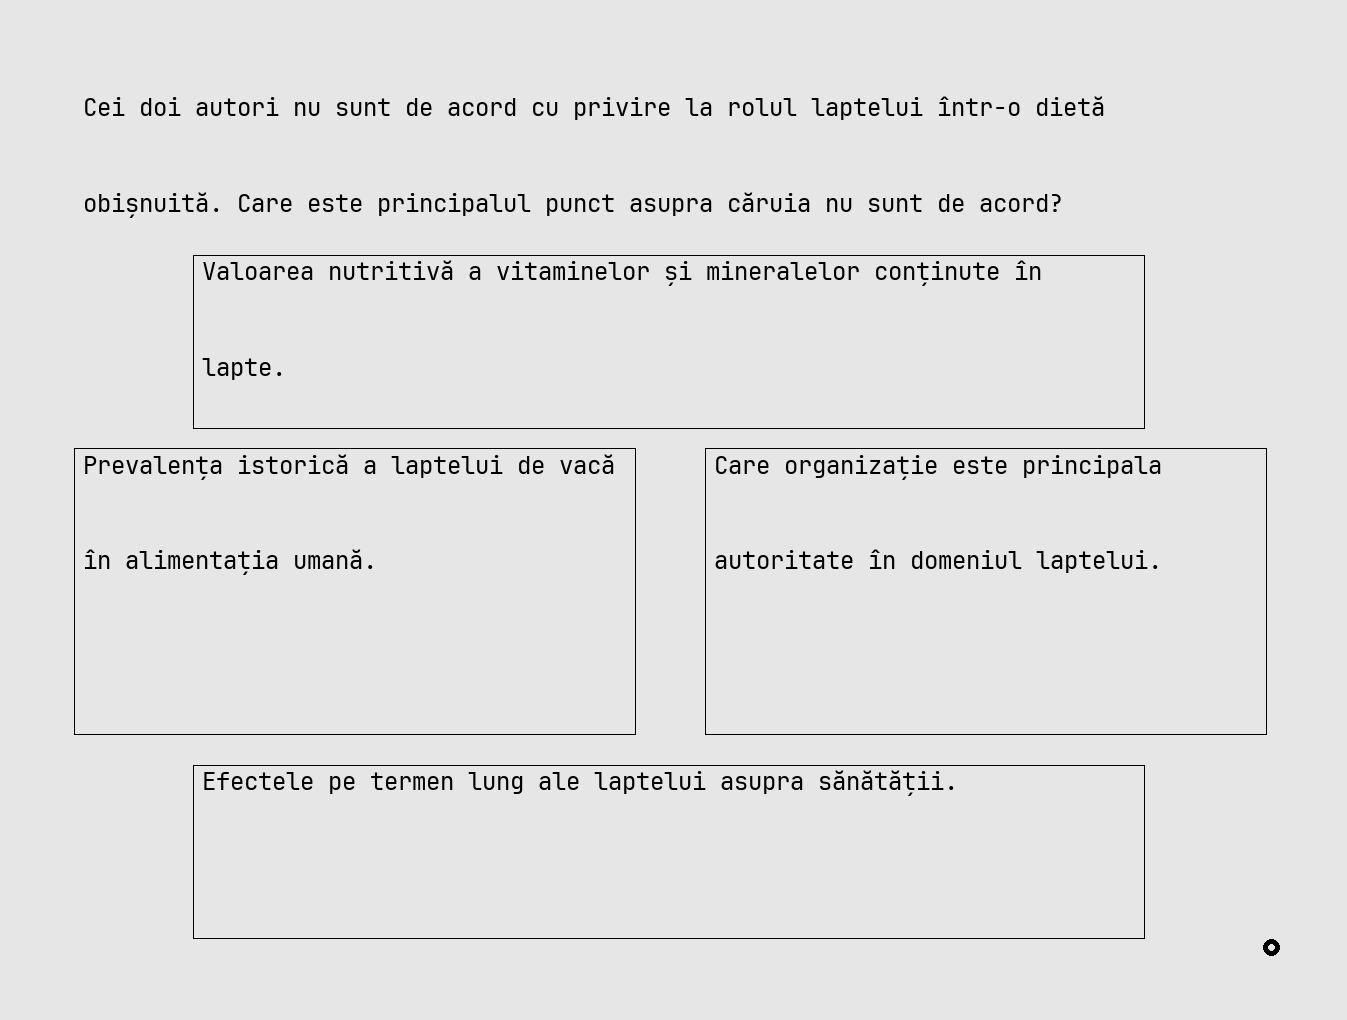 Cei doi autori nu sunt de acord cu privire la rolul laptelui într-o dietă
obișnuită. Care este principalul punct asupra căruia nu sunt de acord?
Valoarea nutritivă a vitaminelor și mineralelor conținute în
lapte.
Prevalența istorică a laptelui de vacă
în alimentația umană.
Care organizație este principala
autoritate în domeniul laptelui.
Efectele pe termen lung ale laptelui asupra sănătății.